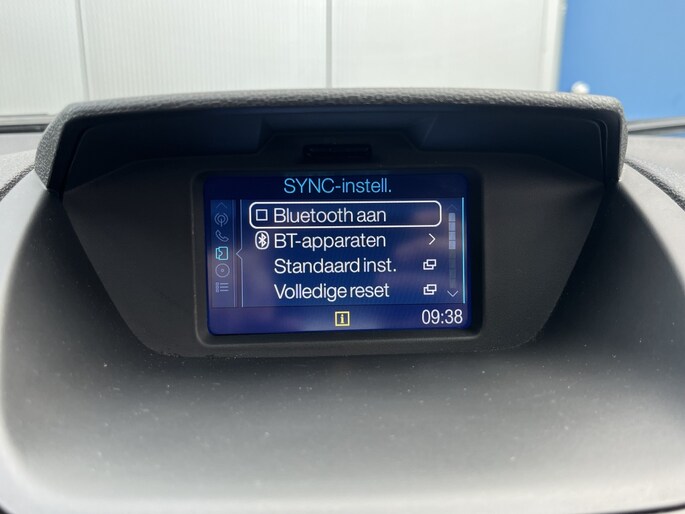 SYNC-instell.
Bluetooth aan
BT-apparaten
Standaard inst.
Volledige reset
09:38